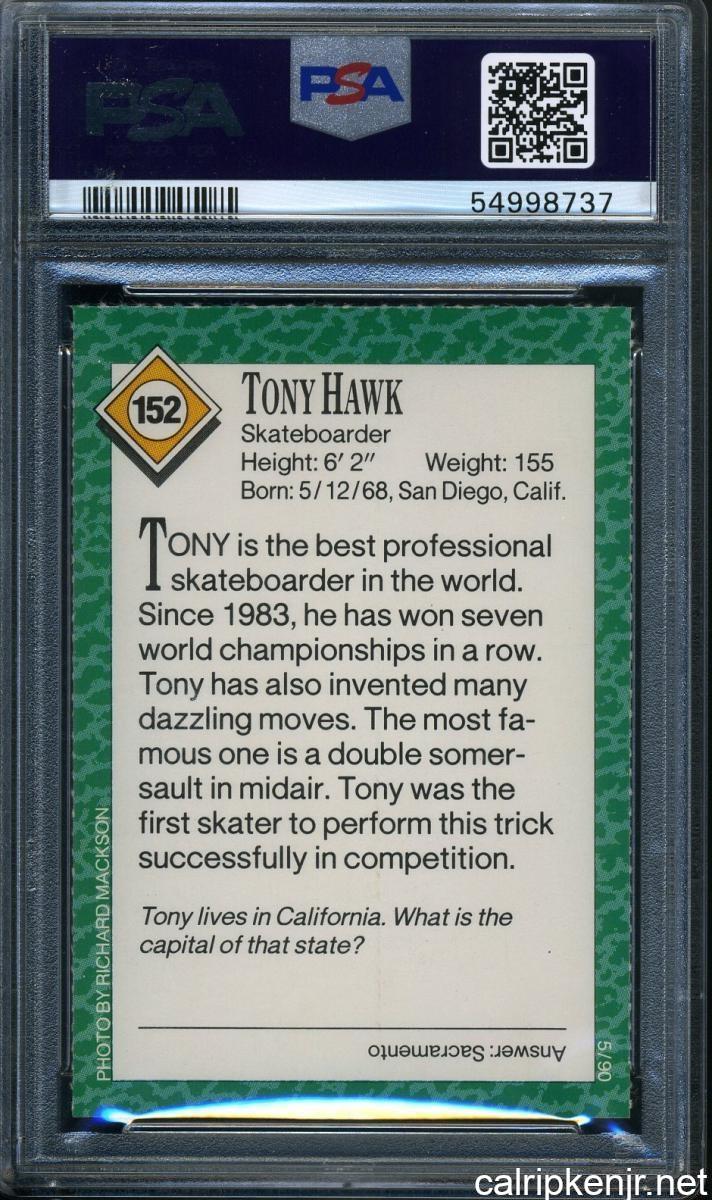 PSA
PSA
54998737
152
TONY HAWK
Skateboarder
Height: 6' 2" Weight: 155
Born: 5/12/68, San Diego, Calif.
TONY is the best professional
skateboarder in the world.
Since 1983, he has won seven
world championships in a row.
Tony has also invented many
dazzling moves. The most fa-
mous one is a double somer-
sault in midair. Tony was the
first skater to perform this trick
successfully in competition.
Tony lives in California. What is the
capital of that state?
Answer: Sacramento
PHOTO BY RICHARD MACKSON
5/90
calripkenjr.net